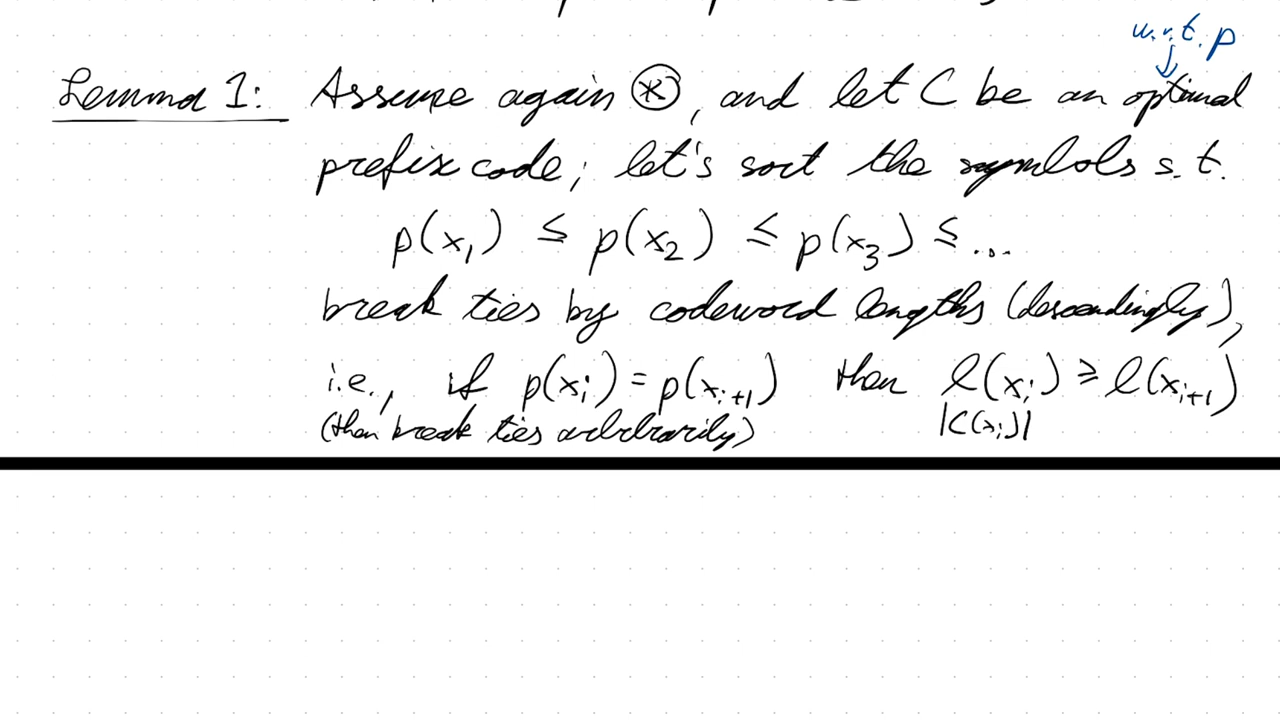 w.r.t. p
Lemma 1: Assume again ⊛, and let C be an optimal
prefix code; let's sort the symbols s.t.
p(x₁) ≤ p(x₂) ≤ p(x₃) ≤ ...
break ties by codeword lengths (descendingly),
i.e., if p(xᵢ) = p(xᵢ₊₁) then ℓ(xᵢ) ≥ ℓ(xᵢ₊₁)
(then break ties arbitrarily) |C(xᵢ)|